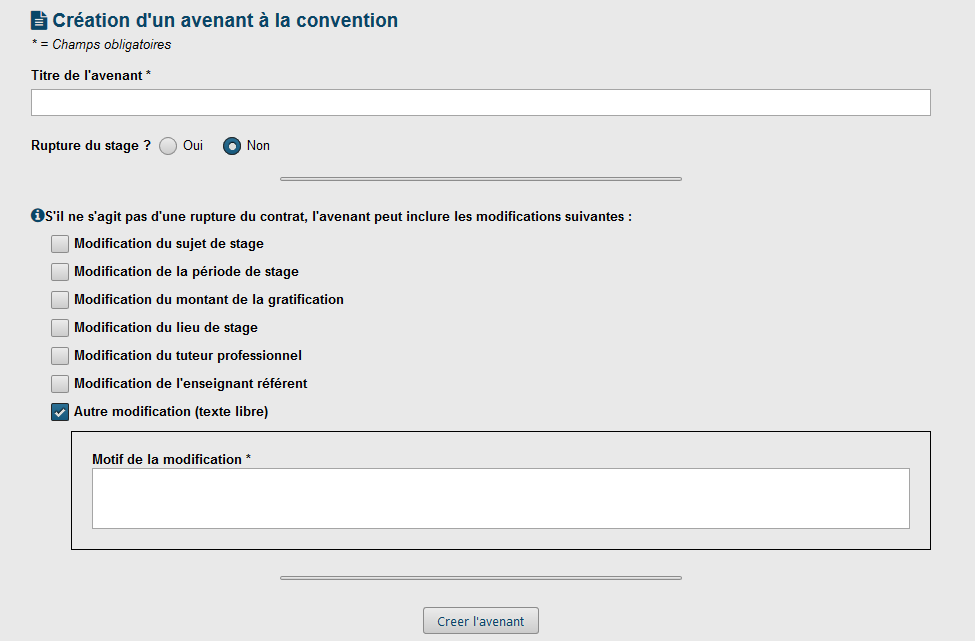 Création d'un avenant à la convention
* = Champs obligatoires
Titre de l'avenant *
Rupture du stage ? Oui Non
S'il ne s'agit pas d'une rupture du contrat, l'avenant peut inclure les modifications suivantes :
Modification du sujet de stage
Modification de la période de stage
Modification du montant de la gratification
Modification du lieu de stage
Modification du tuteur professionnel
Modification de l'enseignant référent
Autre modification (texte libre)
Motif de la modification *
Creer l'avenant